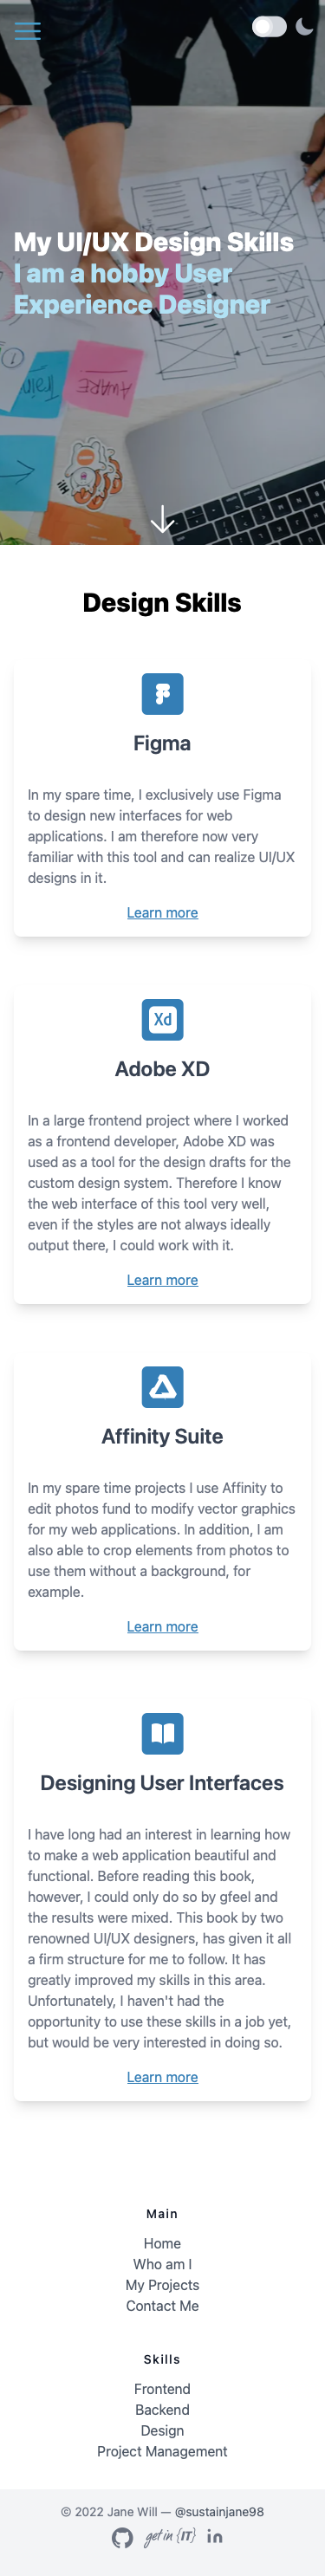 My UI/UX Design Skills
I am a hobby User
Experience Designer
AWARE
Design Skills
Figma
In my spare time, I exclusively use Figma
to design new interfaces for web
applications. I am therefore now very
familiar with this tool and can realize UI/UX
designs in it.
Learn more
Xd
Adobe XD
In a large frontend project where I worked
as a frontend developer, Adobe XD was
used as a tool for the design drafts for the
custom design system. Therefore I know
the web interface of this tool very well,
even if the styles are not always ideally
output there, I could work with it.
Learn more
Affinity Suite
In my spare time projects I use Affinity to
edit photos fund to modify vector graphics
for my web applications. In addition, I am
also able to crop elements from photos to
use them without a background, for
example.
Learn more
Designing User Interfaces
I have long had an interest in learning how
to make a web application beautiful and
functional. Before reading this book,
however, I could only do so by gfeel and
the results were mixed. This book by two
renowned UI/UX designers, has given it all
a firm structure for me to follow. It has
greatly improved my skills in this area.
Unfortunately, I haven't had the
opportunity to use these skills in a job yet,
but would be very interested in doing so.
Learn more
Main
Home
Who am I
My Projects
Contact Me
Skills
Frontend
Backend
Design
Project Management
© 2022 Jane Will — @sustainjane98
get in {IT} in